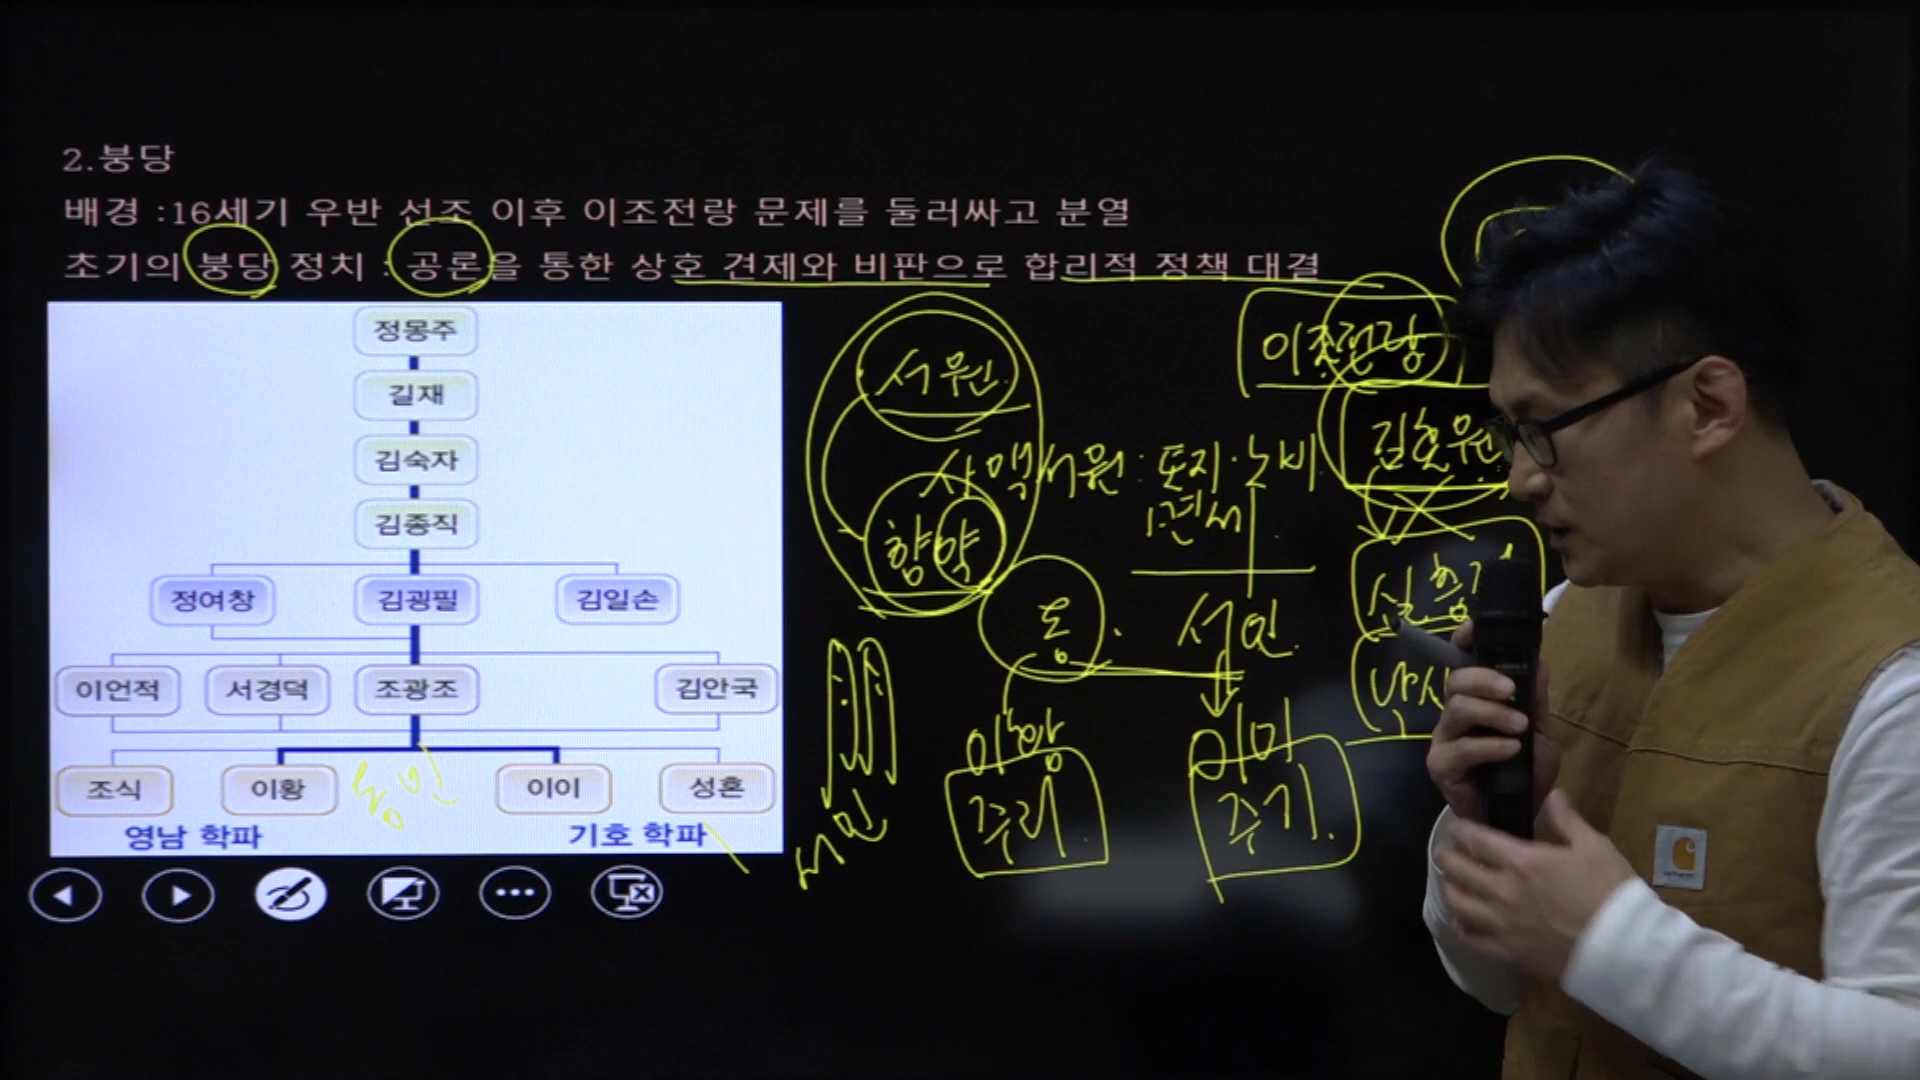 2.붕당
배경 :16세기 우반 선조 이후 이조전랑 문제를 둘러싸고 분열
초기의 붕당 정치 : 공론을 통한 상호 견제와 비판으로 합리적 정책 대결
정몽주
길재
김숙자
김종직
정여창 김굉필 김일손
이언적 서경덕 조광조 김안국
조식 이황 이이 성혼
영남 학파 기호 학파
동인
서인
서원
사액서원 : 토지·노비
면세
향약
동. 서인.
이황 이이
주리 주기.
이조전랑
김효원